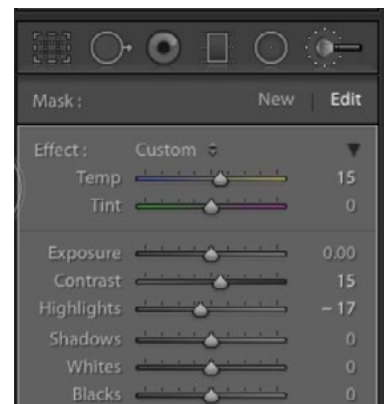 Mask : New | Edit
Effect : Custom
Temp 15
Tint 0
Exposure 0.00
Contrast 15
Highlights – 17
Shadows 0
Whites 0
Blacks 0